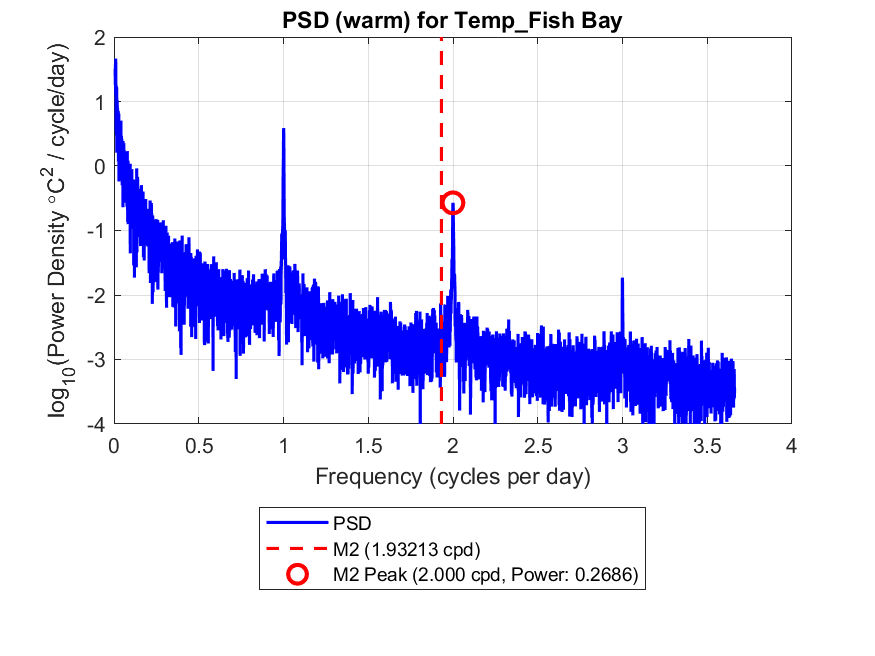 PSD (warm) for Temp_Fish Bay
log10(Power Density °C2 / cycle/day)
2
1
0
-1
-2
-3
-4
0 0.5 1 1.5 2 2.5 3 3.5 4
Frequency (cycles per day)
PSD
M2 (1.93213 cpd)
M2 Peak (2.000 cpd, Power: 0.2686)